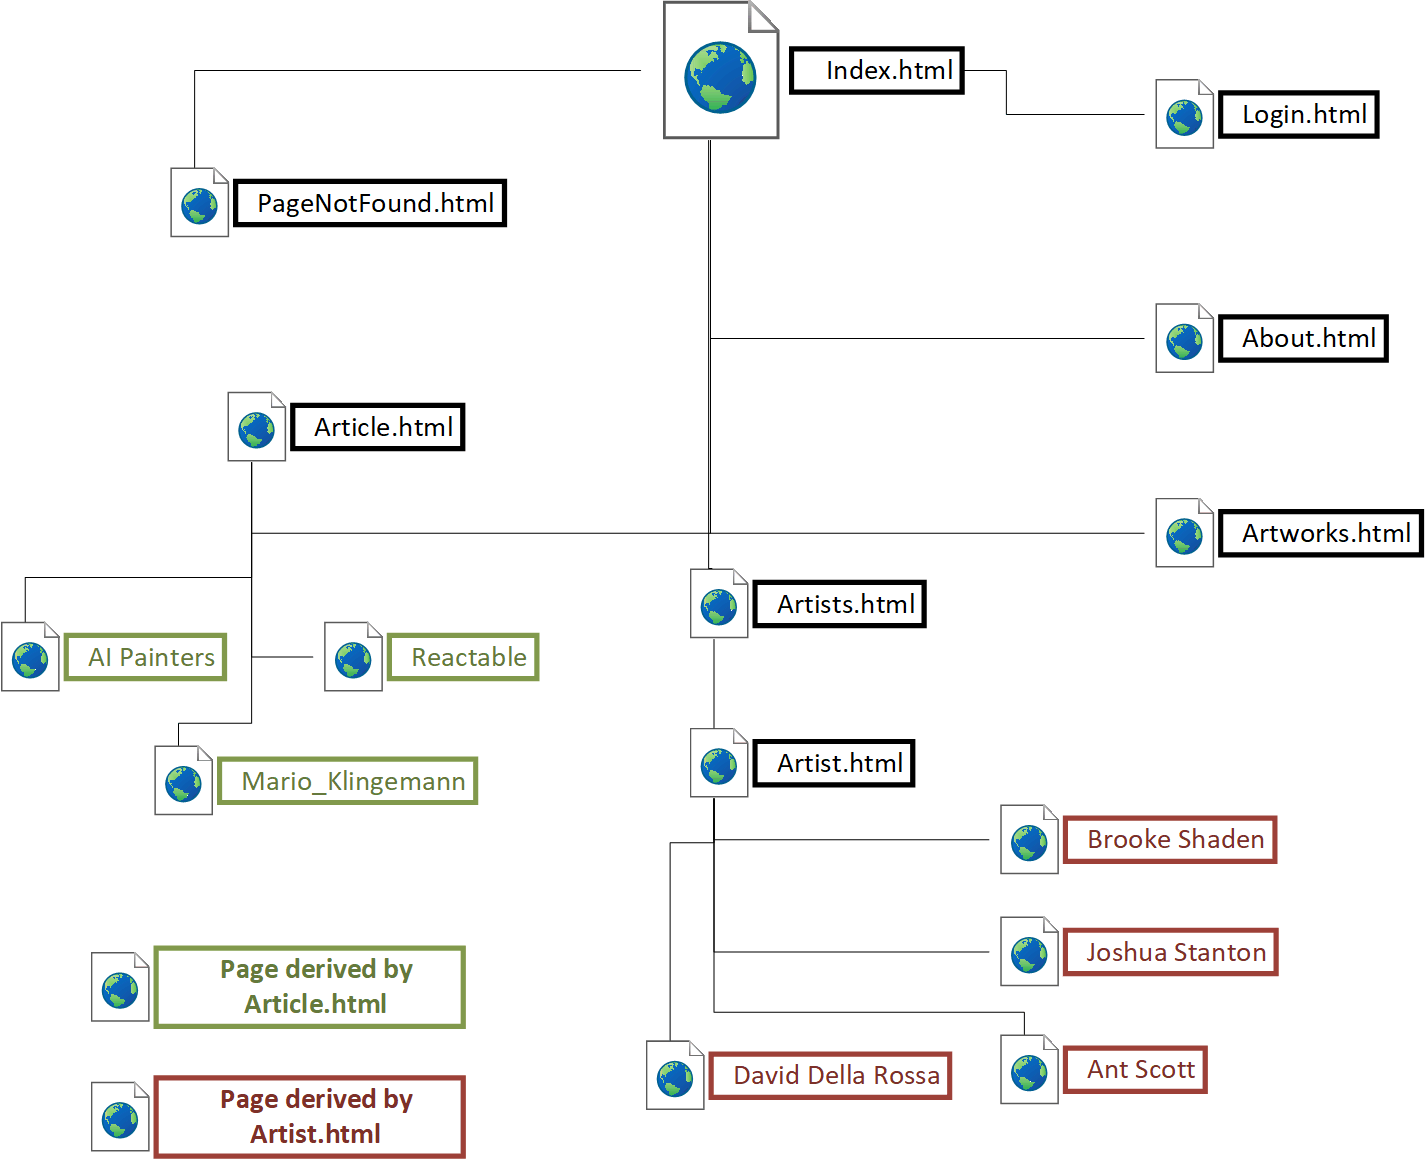 Index.html
Login.html
PageNotFound.html
About.html
Article.html
Artworks.html
Artists.html
AI Painters
Reactable
Artist.html
Mario_Klingemann
Brooke Shaden
Joshua Stanton
Page derived by
Article.html
David Della Rossa
Ant Scott
Page derived by
Artist.html